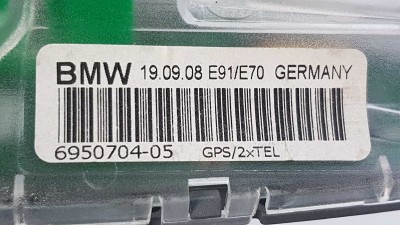 BMW 19.09.08 E91/E70 GERMANY
6950704-05 GPS/2xTEL